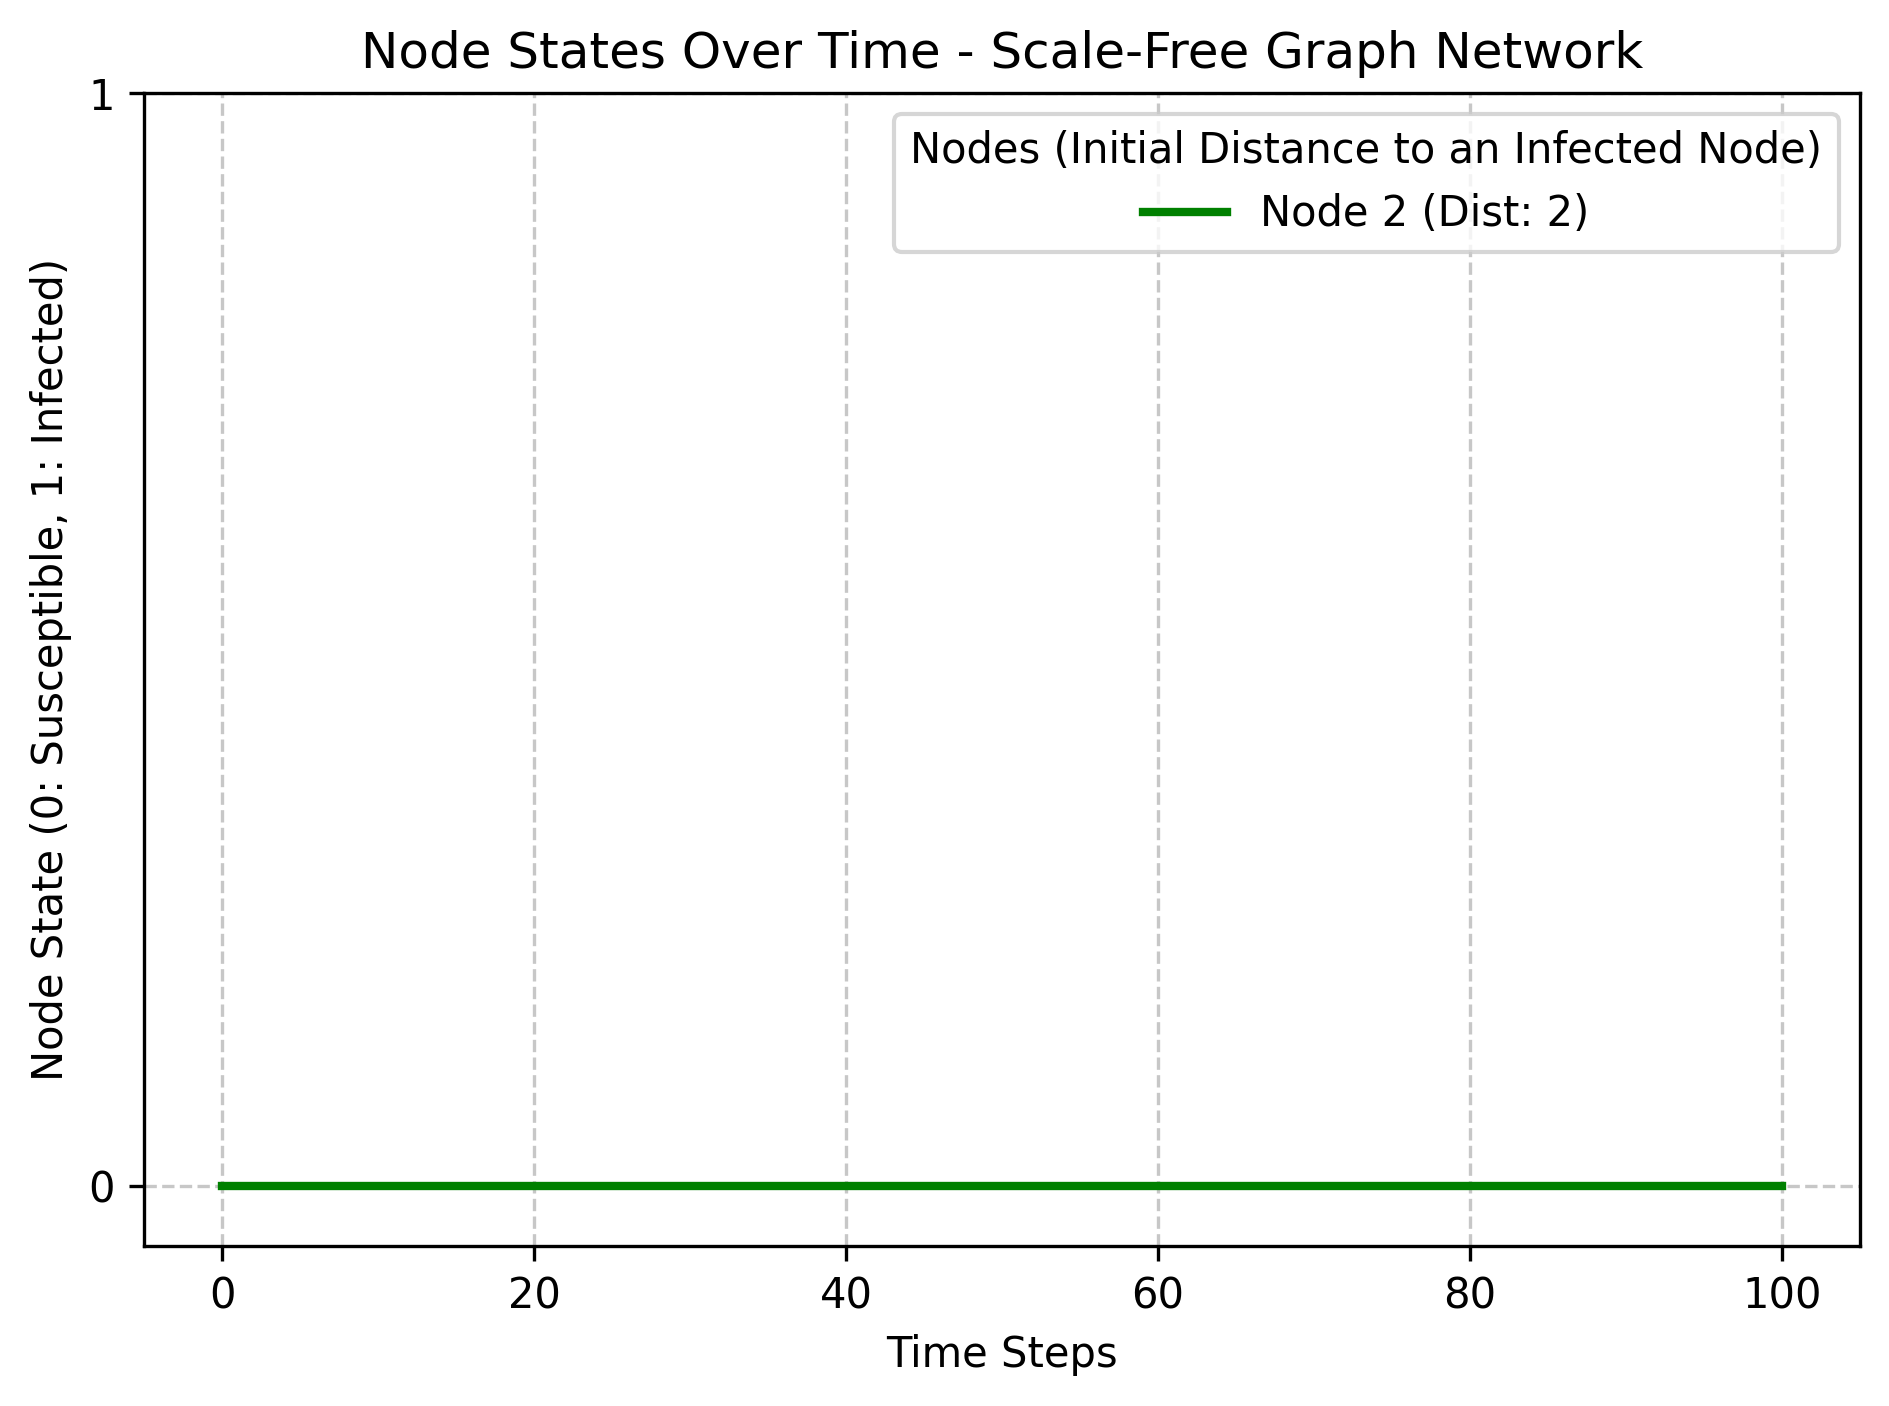 Node States Over Time - Scale-Free Graph Network
1
Nodes (Initial Distance to an Infected Node)
Node 2 (Dist: 2)
Node State (0: Susceptible, 1: Infected)
0
0 20 40 60 80 100
Time Steps